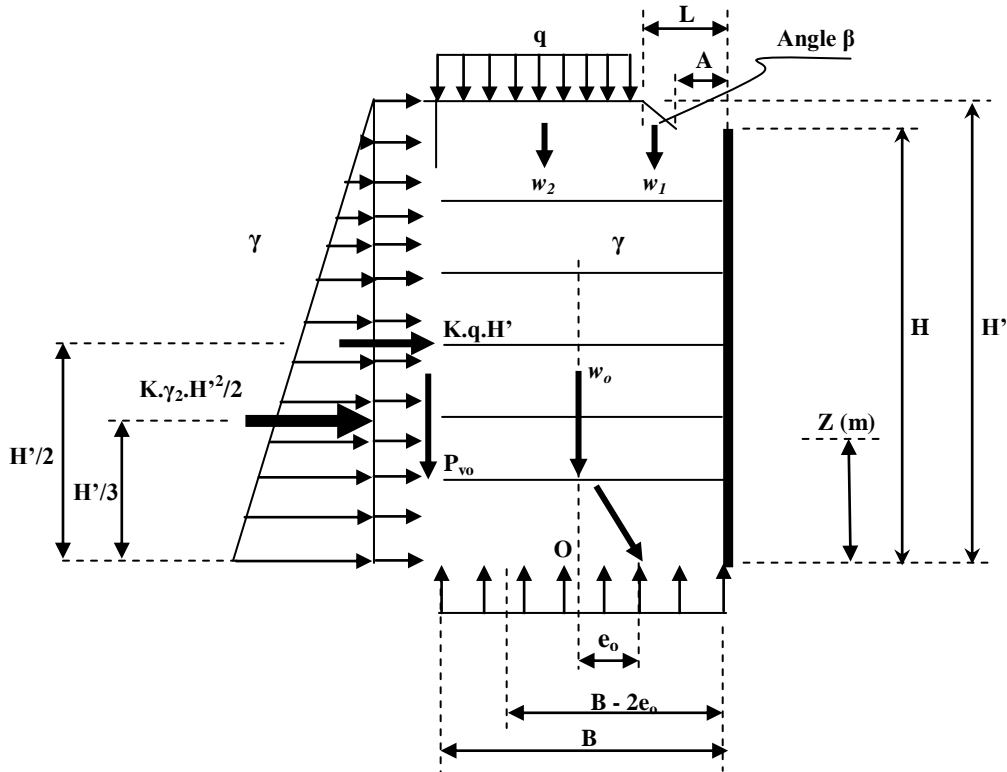 L
q
Angle β
A
w₂
w₁
γ
γ
K.q.H’
H
H’
wₒ
K.γ₂.H’²/2
Z (m)
H’/2
Pᵥₒ
H’/3
O
eₒ
B - 2eₒ
B